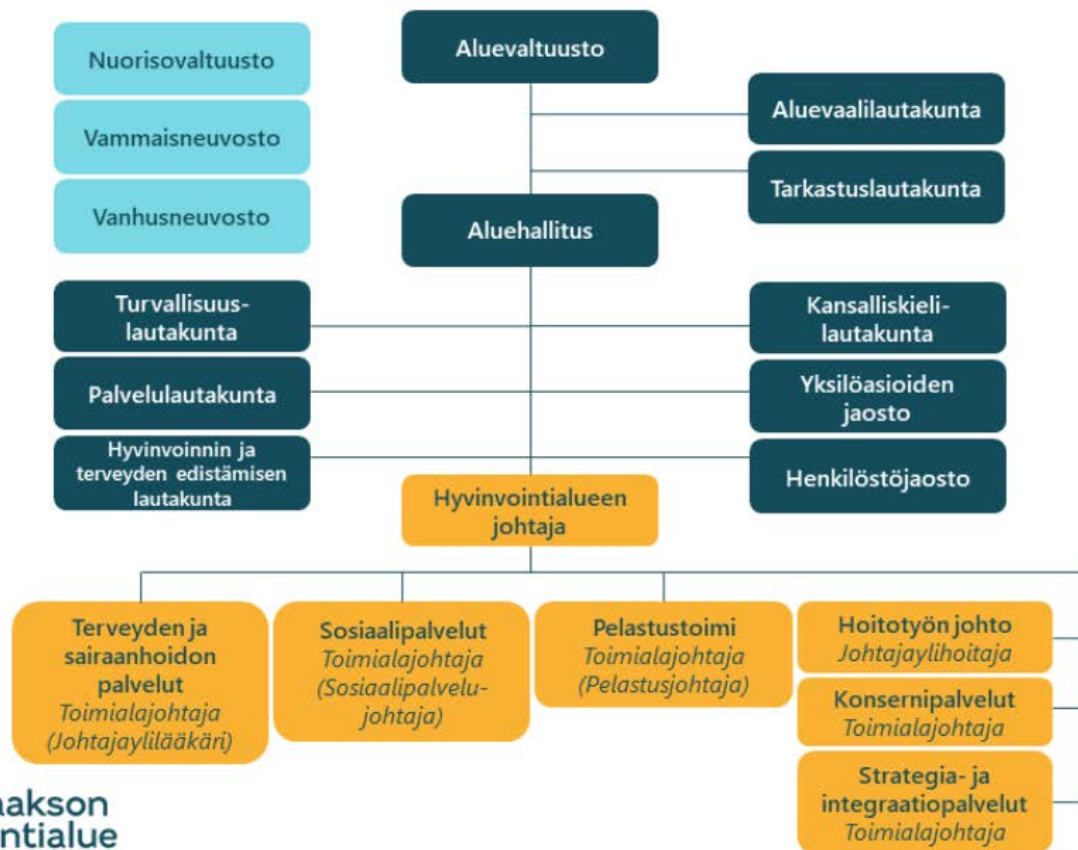 Nuorisovaltuusto
Vammaisneuvosto
Vanhusneuvosto
Aluevaltuusto
Aluevaalilautakunta
Tarkastuslautakunta
Aluehallitus
Turvallisuus-
lautakunta
Palvelulautakunta
Hyvinvoinnin ja
terveyden edistämisen
lautakunta
Kansalliskieli-
lautakunta
Yksilöasioiden
jaosto
Henkilöstöjaosto
Hyvinvointialueen
johtaja
Terveyden ja
sairaanhoidon
palvelut
Toimialajohtaja
(Johtajaylilääkäri)
Sosiaalipalvelut
Toimialajohtaja
(Sosiaalipalvelu-
johtaja)
Pelastustoimi
Toimialajohtaja
(Pelastusjohtaja)
Hoitotyön johto
Johtajaylihoitaja
Konsernipalvelut
Toimialajohtaja
Strategia- ja
integraatiopalvelut
Toimialajohtaja
akson
ntialue